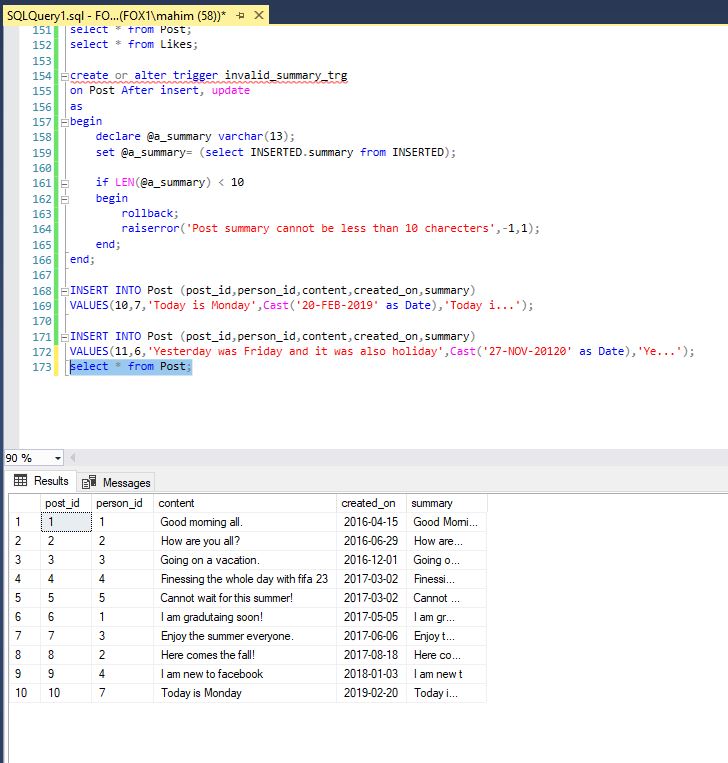 SQLQuery1.sql - FO...(FOX1\mahim (58))*
151 select * from Post;
152 select * from Likes;
153
154 create or alter trigger invalid_summary_trg
155 on Post After insert, update
156 as
157 begin
158 declare @a_summary varchar(13);
159 set @a_summary= (select INSERTED.summary from INSERTED);
160
161 if LEN(@a_summary) < 10
162 begin
163 rollback;
164 raiserror('Post summary cannot be less than 10 charecters',-1,1);
165 end;
166 end;
167
168 INSERT INTO Post (post_id,person_id,content,created_on,summary)
169 VALUES(10,7,'Today is Monday',Cast('20-FEB-2019' as Date),'Today i...');
170
171 INSERT INTO Post (post_id,person_id,content,created_on,summary)
172 VALUES(11,6,'Yesterday was Friday and it was also holiday',Cast('27-NOV-20120' as Date),'Ye...');
173 select * from Post;
90 %
Results Messages
post_id person_id content created_on summary
1 1 1 Good morning all. 2016-04-15 Good Morni...
2 2 2 How are you all? 2016-06-29 How are...
3 3 3 Going on a vacation. 2016-12-01 Going o...
4 4 4 Finessing the whole day with fifa 23 2017-03-02 Finessi...
5 5 5 Cannot wait for this summer! 2017-03-02 Cannot ...
6 6 1 I am gradutaing soon! 2017-05-05 I am gr...
7 7 3 Enjoy the summer everyone. 2017-06-06 Enjoy t...
8 8 2 Here comes the fall! 2017-08-18 Here co...
9 9 4 I am new to facebook 2018-01-03 I am new t
10 10 7 Today is Monday 2019-02-20 Today i...